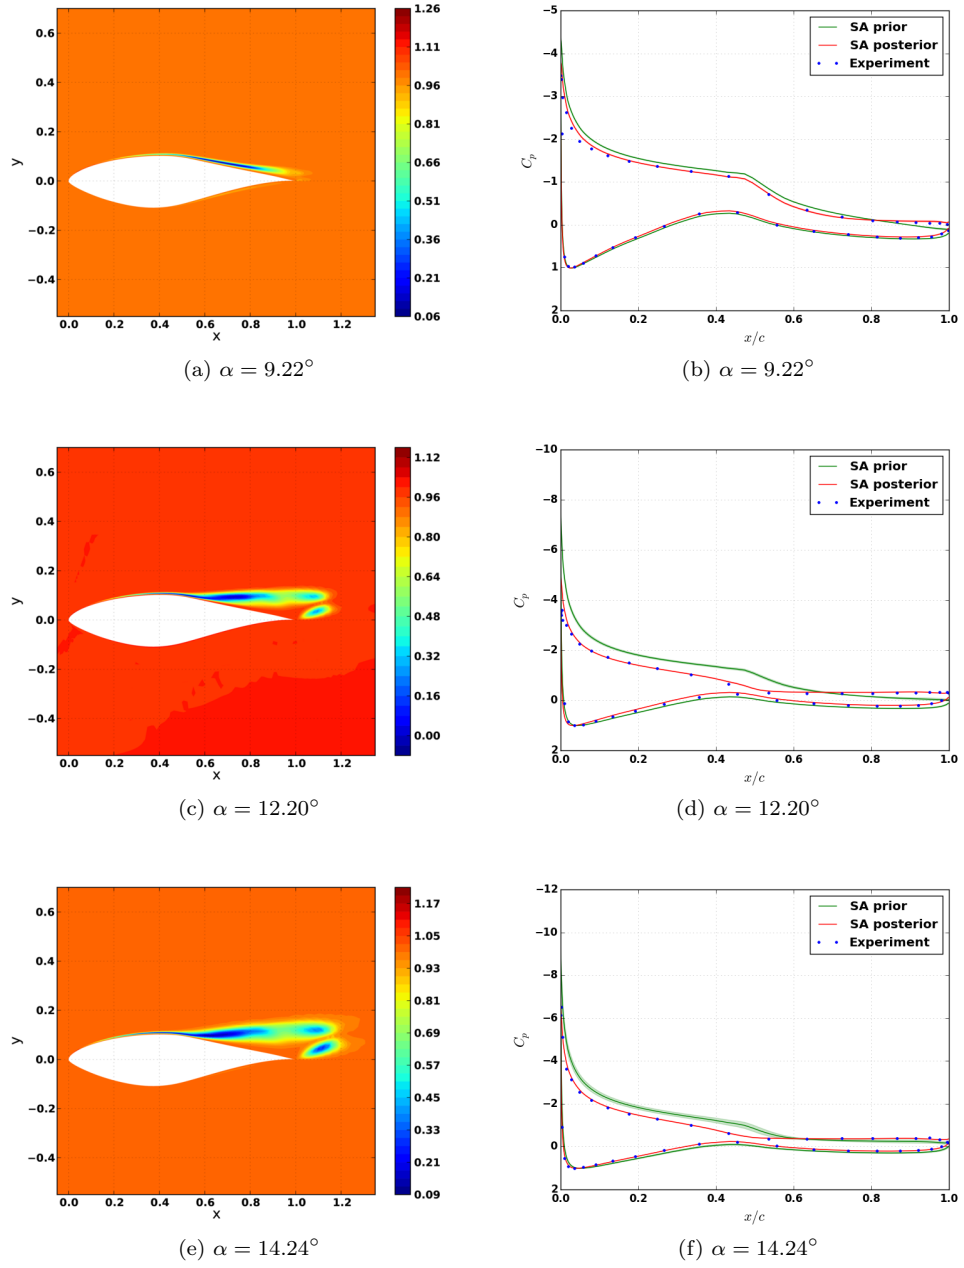 0.6
0.4
0.2
0.0
−0.2
−0.4
y
0.0 0.2 0.4 0.6 0.8 1.0 1.2
x
1.26
1.11
0.96
0.81
0.66
0.51
0.36
0.21
0.06
(a) α = 9.22°
−5
−4
−3
−2
−1
0
1
2
C_p
0.0 0.2 0.4 0.6 0.8 1.0
x/c
SA prior
SA posterior
Experiment
(b) α = 9.22°
0.6
0.4
0.2
0.0
−0.2
−0.4
y
0.0 0.2 0.4 0.6 0.8 1.0 1.2
x
1.12
0.96
0.80
0.64
0.48
0.32
0.16
0.00
(c) α = 12.20°
−10
−8
−6
−4
−2
0
2
C_p
0.0 0.2 0.4 0.6 0.8 1.0
x/c
SA prior
SA posterior
Experiment
(d) α = 12.20°
0.6
0.4
0.2
0.0
−0.2
−0.4
y
0.0 0.2 0.4 0.6 0.8 1.0 1.2
x
1.17
1.05
0.93
0.81
0.69
0.57
0.45
0.33
0.21
0.09
(e) α = 14.24°
−12
−10
−8
−6
−4
−2
0
2
C_p
0.0 0.2 0.4 0.6 0.8 1.0
x/c
SA prior
SA posterior
Experiment
(f) α = 14.24°